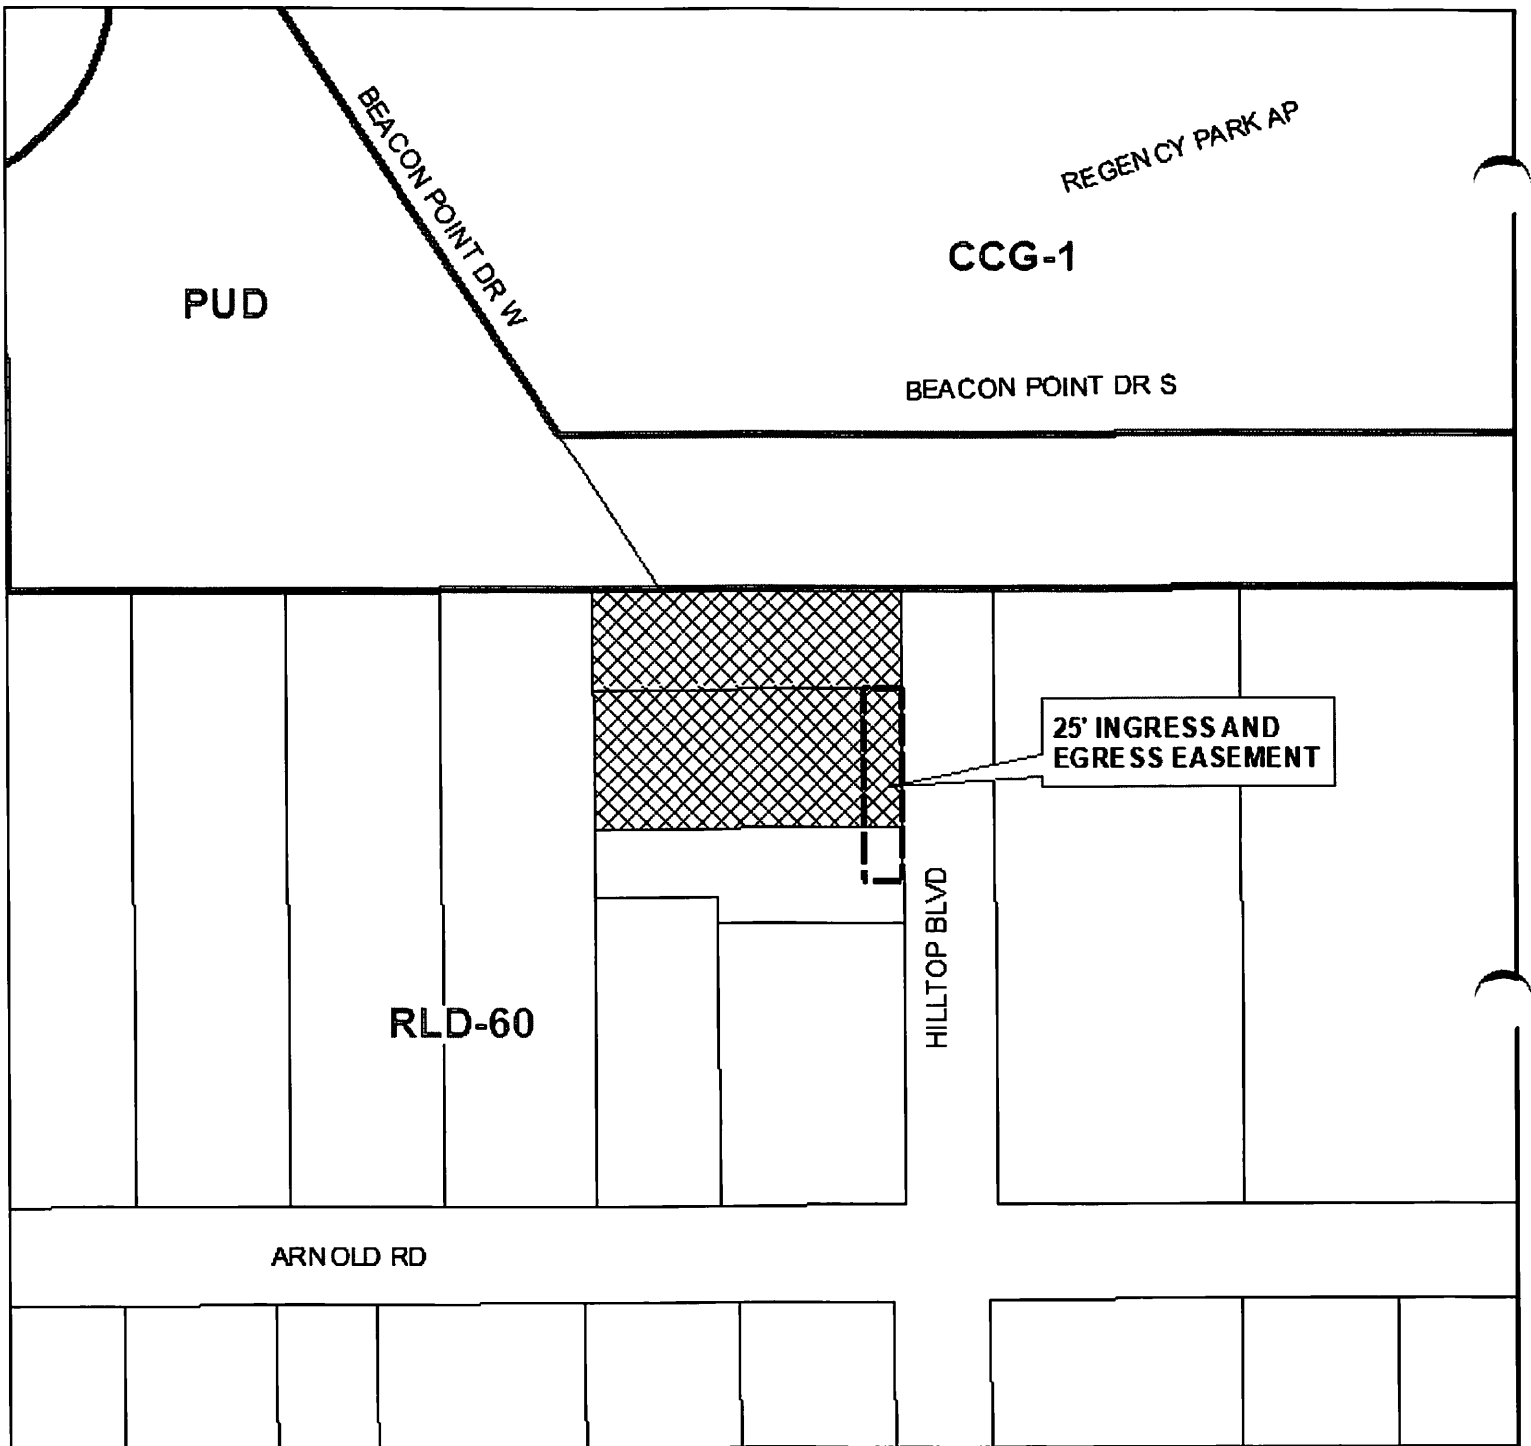 BEACON POINT DR W
REGENCY PARK AP
CCG-1
PUD
BEACON POINT DR S
25' INGRESS AND
EGRESS EASEMENT
HILLTOP BLVD
RLD-60
ARNOLD RD